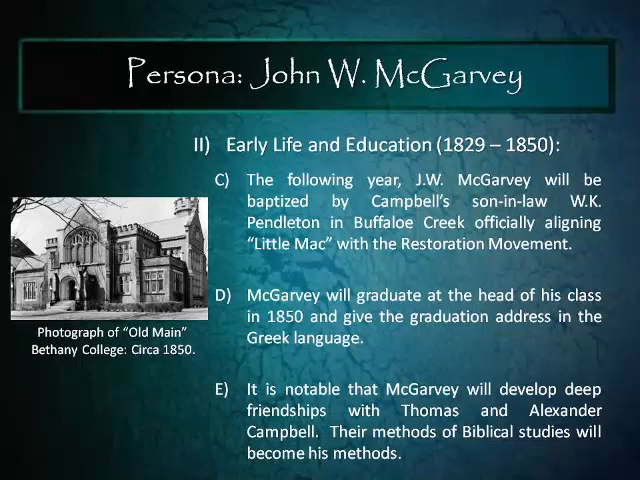 Persona: John W. McGarvey
II) Early Life and Education (1829 – 1850):
C) The following year, J.W. McGarvey will be
baptized by Campbell's son-in-law W.K.
Pendleton in Buffaloe Creek officially aligning
"Little Mac" with the Restoration Movement.
Photograph of "Old Main"
Bethany College: Circa 1850.
D) McGarvey will graduate at the head of his class
in 1850 and give the graduation address in the
Greek language.
E) It is notable that McGarvey will develop deep
friendships with Thomas and Alexander
Campbell. Their methods of Biblical studies will
become his methods.